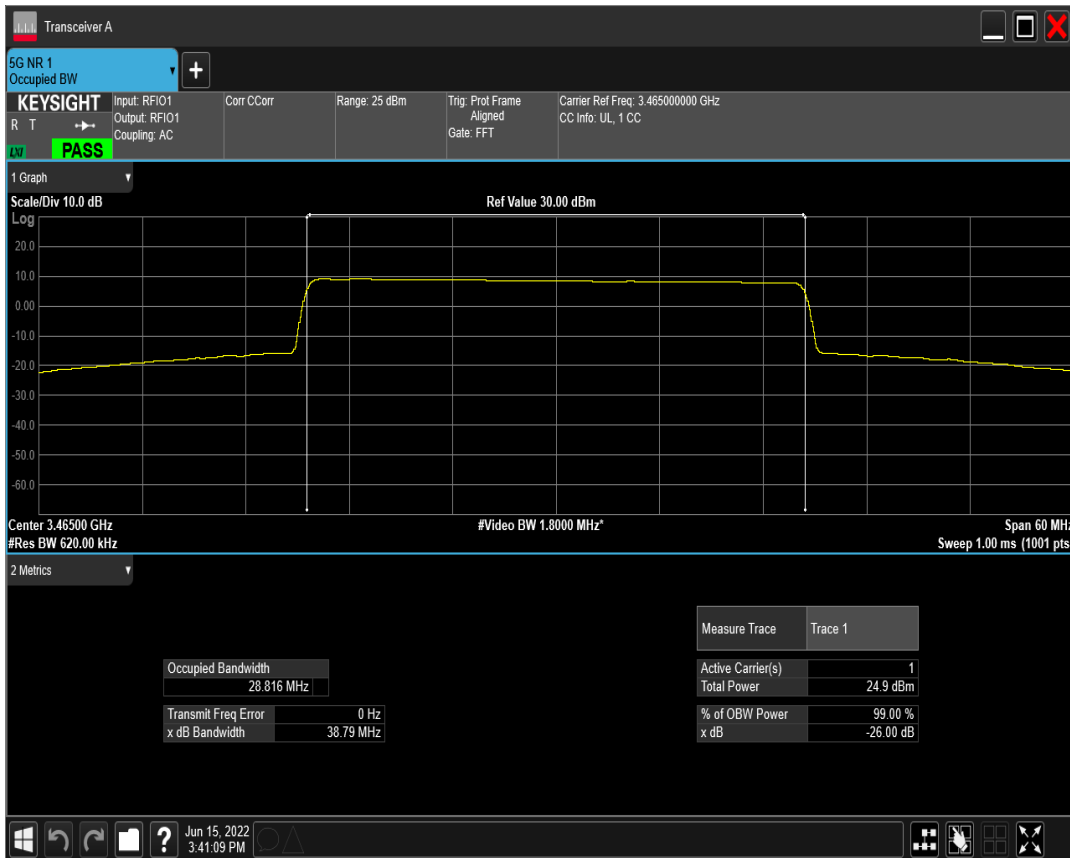 Transceiver A
5G NR 1
Occupied BW
+
KEYSIGHT
R T
LXI
PASS
Input: RFIO1
Output: RFIO1
Coupling: AC
Corr CCorr
Range: 25 dBm
Trig: Prot Frame
Aligned
Gate: FFT
Carrier Ref Freq: 3.465000000 GHz
CC Info: UL, 1 CC
1 Graph
Scale/Div 10.0 dB
Ref Value 30.00 dBm
Log
20.0
10.0
0.00
-10.0
-20.0
-30.0
-40.0
-50.0
-60.0
Center 3.46500 GHz
#Video BW 1.8000 MHz*
Span 60 MHz
#Res BW 620.00 kHz
Sweep 1.00 ms (1001 pts
2 Metrics
Measure Trace Trace 1
Occupied Bandwidth
28.816 MHz
Active Carrier(s) 1
Total Power 24.9 dBm
Transmit Freq Error 0 Hz
x dB Bandwidth 38.79 MHz
% of OBW Power 99.00 %
x dB -26.00 dB
?
Jun 15, 2022
3:41:09 PM